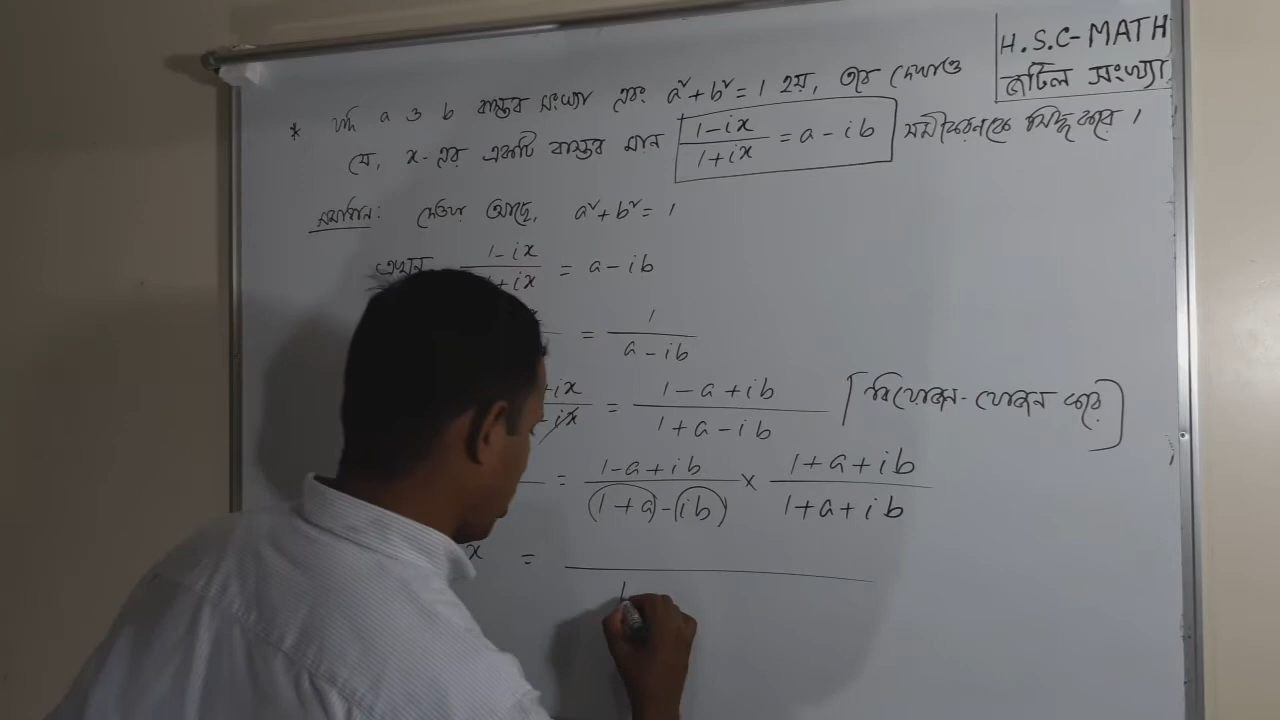 H.S.C-MATH
জটিল সংখ্যা
* যদি a ও b বাস্তব সংখ্যা এবং a² + b² = 1 হয়, তবে দেখাও
যে, x-এর একটি বাস্তব মান (1-ix)/(1+ix) = a - ib সমীকরণকে সিদ্ধ করে।
সমাধান: দেওয়া আছে, a² + b² = 1
এখন 1-ix / +ix = a - ib
= 1/(a - ib)
+ix / -ix = (1 - a + ib)/(1 + a - ib) [বিয়োজন-যোজন করে]
= (1-a+ib)/((1+a)-(ib)) × (1+a+ib)/(1+a+ib)
x =
1